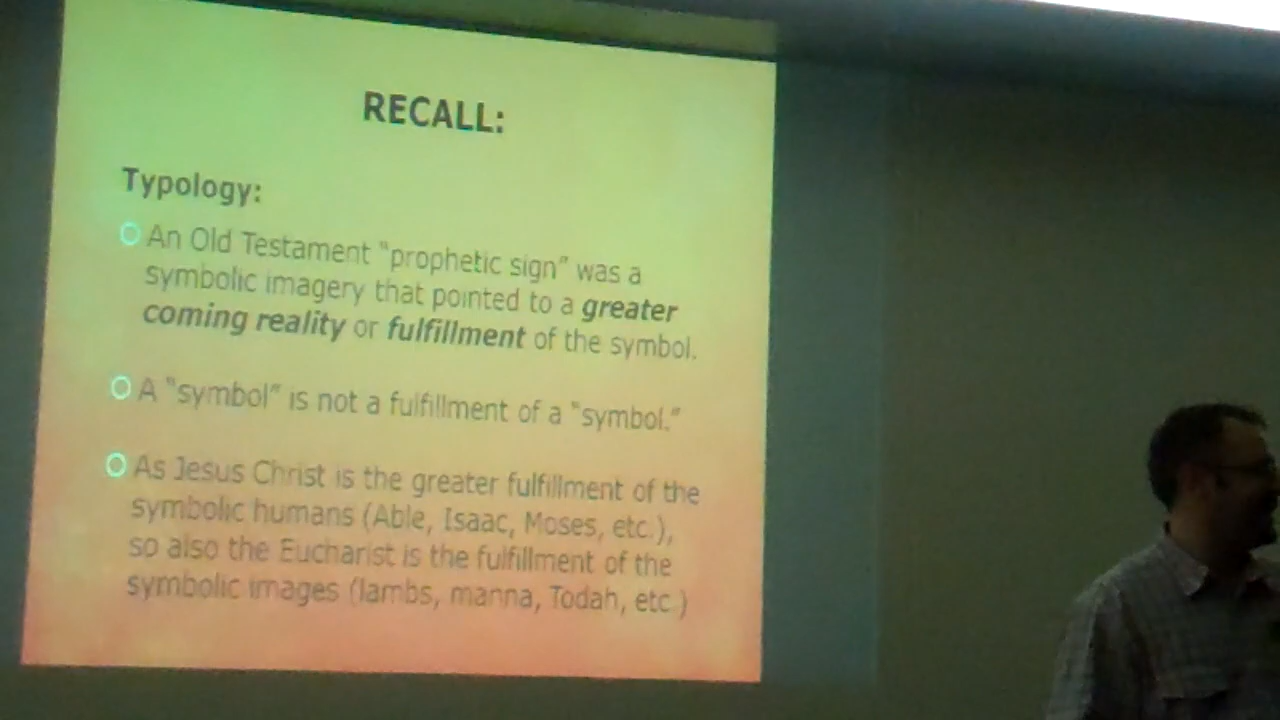 RECALL:
Typology:
An Old Testament “prophetic sign” was a
symbolic imagery that pointed to a greater
coming reality or fulfillment of the symbol.
A “symbol” is not a fulfillment of a “symbol.”
As Jesus Christ is the greater fulfillment of the
symbolic humans (Able, Isaac, Moses, etc.),
so also the Eucharist is the fulfillment of the
symbolic images (lambs, manna, Todah, etc.)